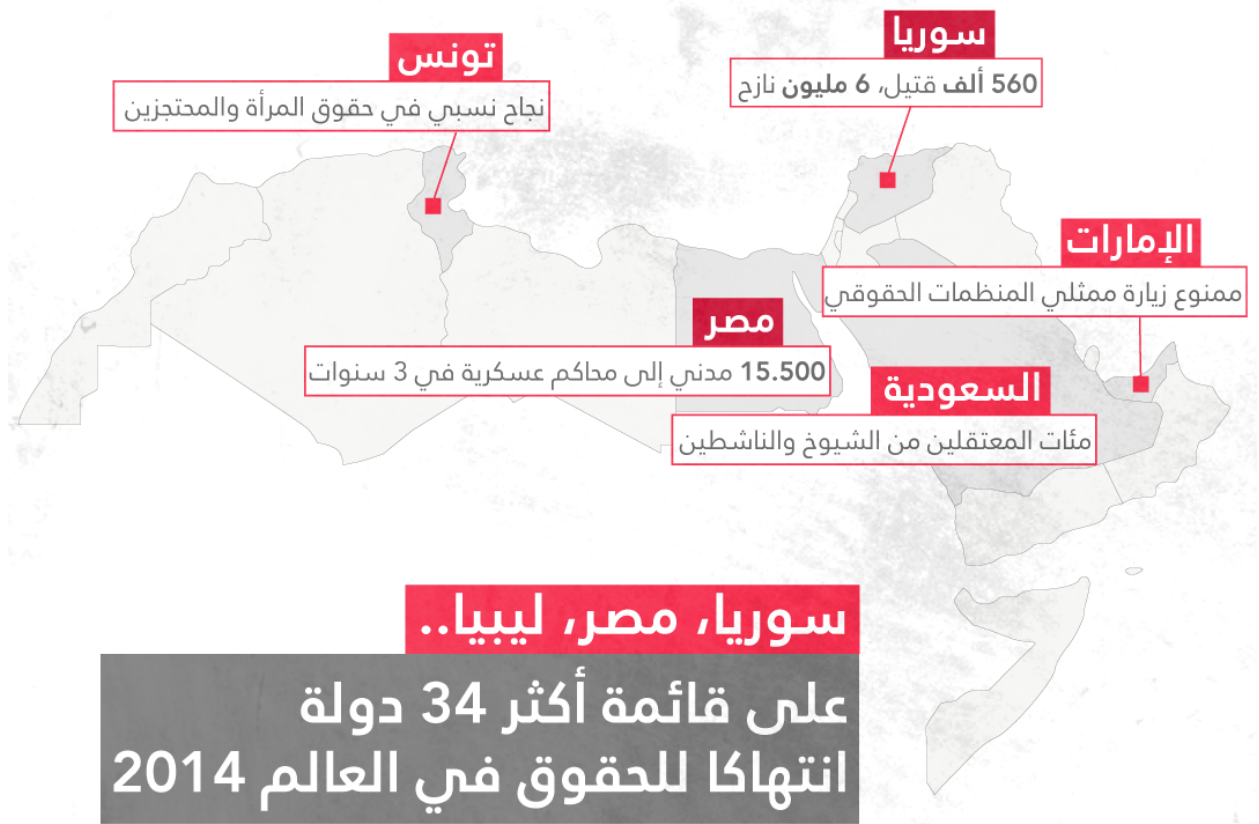 سوريا
560 ألف قتيل، 6 مليون نازح
تونس
نجاح نسبي في حقوق المرأة والمحتجزين
الإمارات
ممنوع زيارة ممثلي المنظمات الحقوقي
مصر
15.500 مدني إلى محاكم عسكرية في 3 سنوات
السعودية
مئات المعتقلين من الشيوخ والناشطين
سوريا، مصر، ليبيا..
على قائمة أكثر 34 دولة
انتهاكا للحقوق في العالم 2014